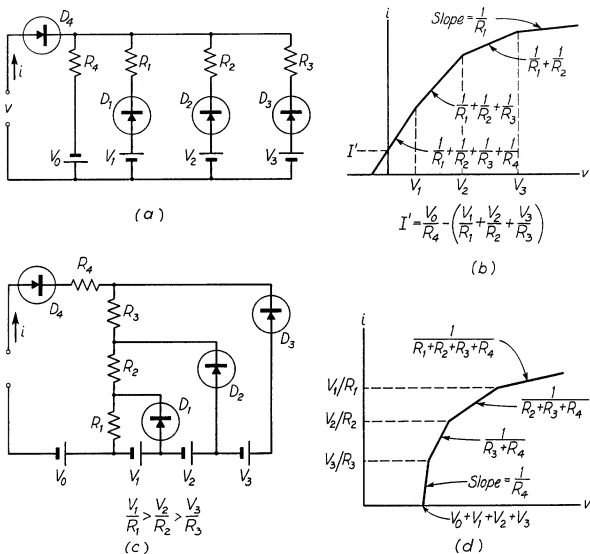 D₄
R₄
R₁
R₂
R₃
i
v
D₁
D₂
D₃
V₀
V₁
V₂
V₃
(a)
i
Slope=1/R₁
1/R₁+1/R₂
1/R₁+1/R₂+1/R₃
1/R₁+1/R₂+1/R₃+1/R₄
I'
V₁
V₂
V₃
v
I'=V₀/R₄-(V₁/R₁+V₂/R₂+V₃/R₃)
(b)
R₄
D₄
i
R₃
D₃
R₂
D₂
R₁
D₁
V₀
V₁
V₂
V₃
V₁/R₁>V₂/R₂>V₃/R₃
(c)
i
1/R₁+R₂+R₃+R₄
V₁/R₁
1/R₂+R₃+R₄
V₂/R₂
1/R₃+R₄
V₃/R₃
Slope=1/R₄
v
V₀+V₁+V₂+V₃
(d)